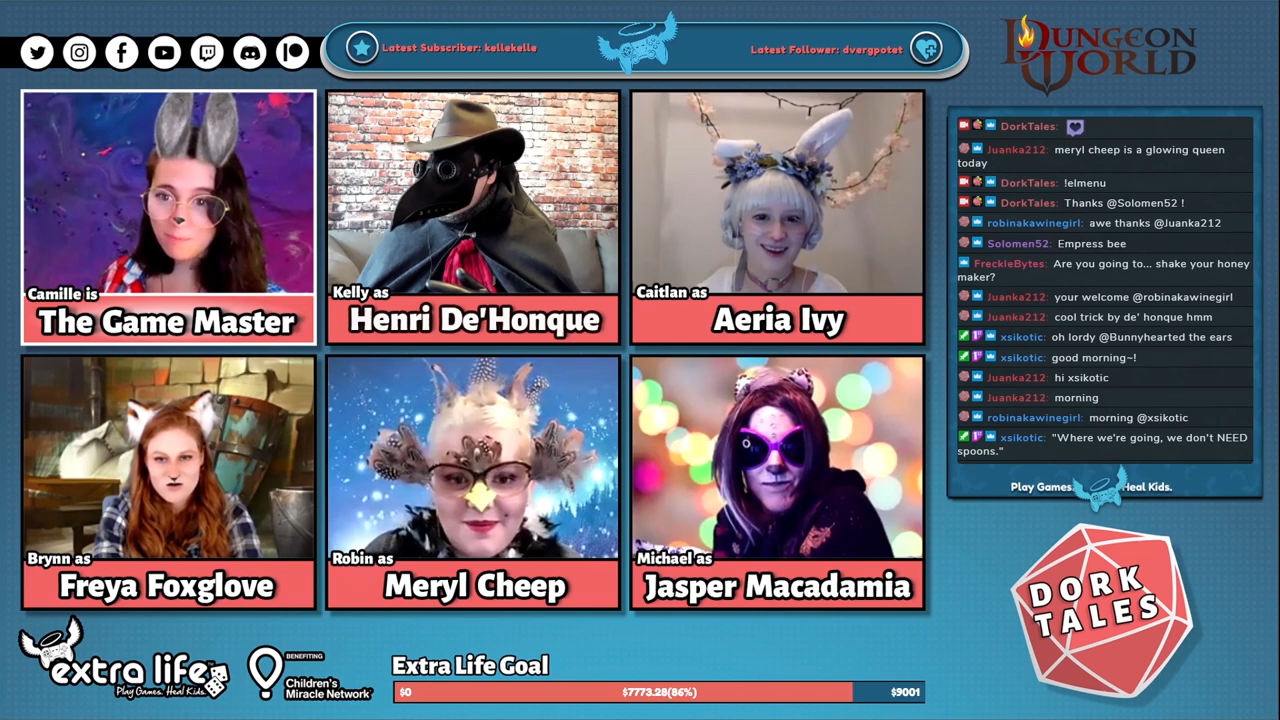 Latest Subscriber: kellekelle
Latest Follower: dvergpotet
DUNGEON
WORLD
Camille is
The Game Master
Kelly as
Henri De'Honque
Caitlan as
Aeria Ivy
Brynn as
Freya Foxglove
Robin as
Meryl Cheep
Michael as
Jasper Macadamia
DorkTales:
Juanka212: meryl cheep is a glowing queen
today
DorkTales: !elmenu
DorkTales: Thanks @Solomen52 !
robinakawinegirl: awe thanks @Juanka212
Solomen52: Empress bee
FreckleBytes: Are you going to... shake your honey
maker?
Juanka212: your welcome @robinakawinegirl
Juanka212: cool trick by de' honque hmm
xsikotic: oh lordy @Bunnyhearted the ears
xsikotic: good morning~!
Juanka212: hi xsikotic
Juanka212: morning
robinakawinegirl: morning @xsikotic
xsikotic: "Where we're going, we don't NEED
spoons."
Play Games. Heal Kids.
DORK
TALES
extra life
Play Games. Heal Kids.
BENEFITING
Children's
Miracle Network
Extra Life Goal
$0 $7773.28(86%) $9001